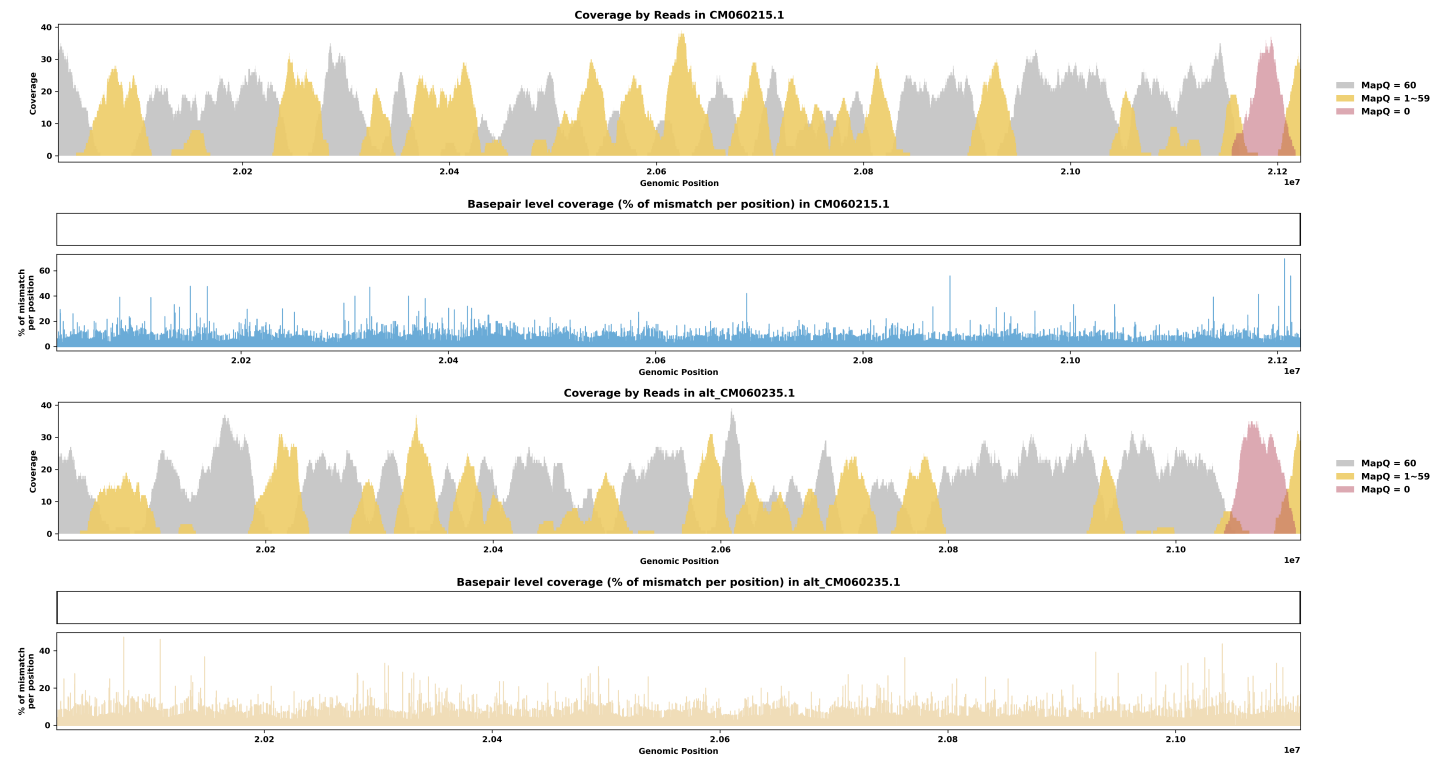 Coverage by Reads in CM060215.1
40
30
20
10
0
Coverage
2.02
2.04
2.06
2.08
2.10
2.12
1e7
Genomic Position
MapQ = 60
MapQ = 1~59
MapQ = 0
Basepair level coverage (% of mismatch per position) in CM060215.1
60
40
20
0
% of mismatch
per position
2.02
2.04
2.06
2.08
2.10
2.12
1e7
Genomic Position
Coverage by Reads in alt_CM060235.1
40
30
20
10
0
Coverage
2.02
2.04
2.06
2.08
2.10
1e7
Genomic Position
MapQ = 60
MapQ = 1~59
MapQ = 0
Basepair level coverage (% of mismatch per position) in alt_CM060235.1
40
20
0
% of mismatch
per position
2.02
2.04
2.06
2.08
2.10
1e7
Genomic Position